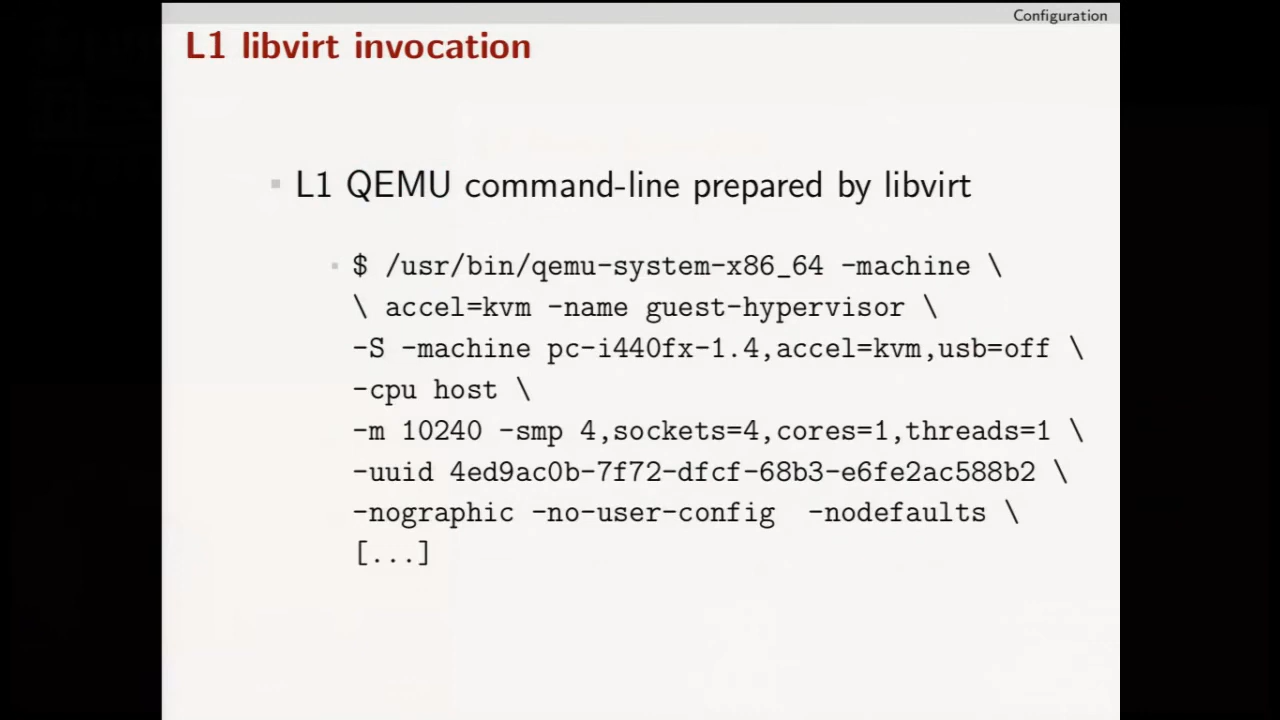 Configuration
L1 libvirt invocation
L1 QEMU command-line prepared by libvirt
$ /usr/bin/qemu-system-x86_64 -machine \
\ accel=kvm -name guest-hypervisor \
-S -machine pc-i440fx-1.4,accel=kvm,usb=off \
-cpu host \
-m 10240 -smp 4,sockets=4,cores=1,threads=1 \
-uuid 4ed9ac0b-7f72-dfcf-68b3-e6fe2ac588b2 \
-nographic -no-user-config  -nodefaults \
[...]